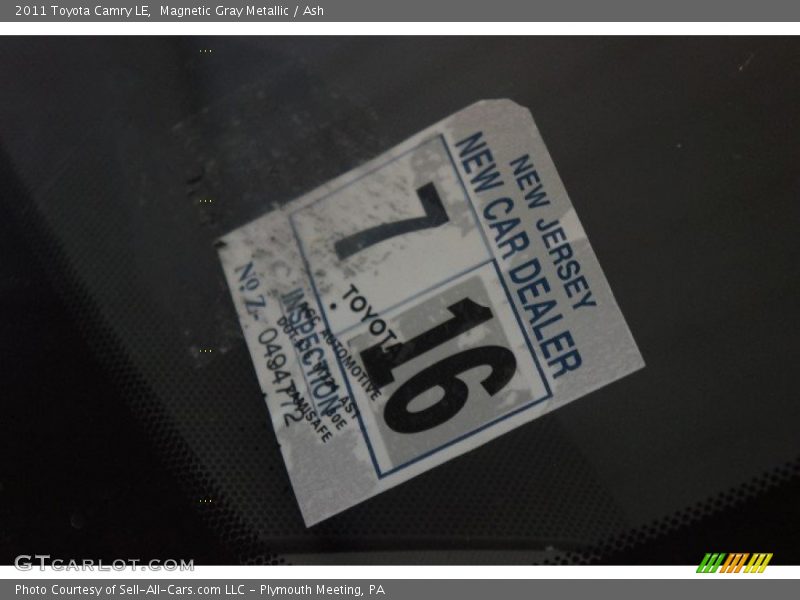 2011 Toyota Camry LE, Magnetic Gray Metallic / Ash
NEW JERSEY
NEW CAR DEALER
7
16
TOYOTA
AUTOMOTIVE
INSPECTION
No Z- 0494772
GTCARLOT.COM
Photo Courtesy of Sell-All-Cars.com LLC - Plymouth Meeting, PA